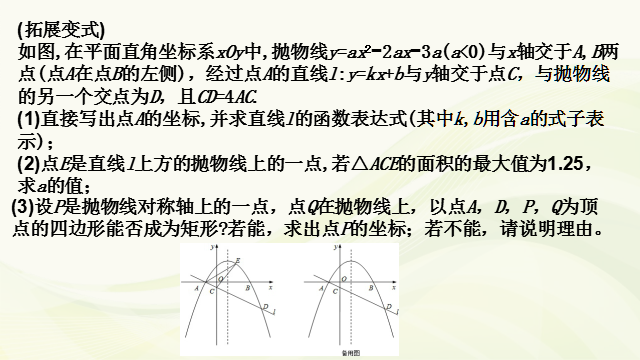 (拓展变式)
如图,在平面直角坐标系xOy中,抛物线y=ax²-2ax-3a(a<0)与x轴交于A,B两
点(点A在点B的左侧)，经过点A的直线l:y=kx+b与y轴交于点C，与抛物线
的另一个交点为D，且CD=4AC.
(1)直接写出点A的坐标,并求直线l的函数表达式(其中k,b用含a的式子表
示)；
(2)点E是直线l上方的抛物线上的一点,若△ACE的面积的最大值为1.25，
求a的值；
(3)设P是抛物线对称轴上的一点，点Q在抛物线上，以点A，D，P，Q为顶
点的四边形能否成为矩形?若能，求出点P的坐标；若不能，请说明理由。
y
E
A
O
B
x
C
D
l
y
A
O
B
x
C
D
l
备用图